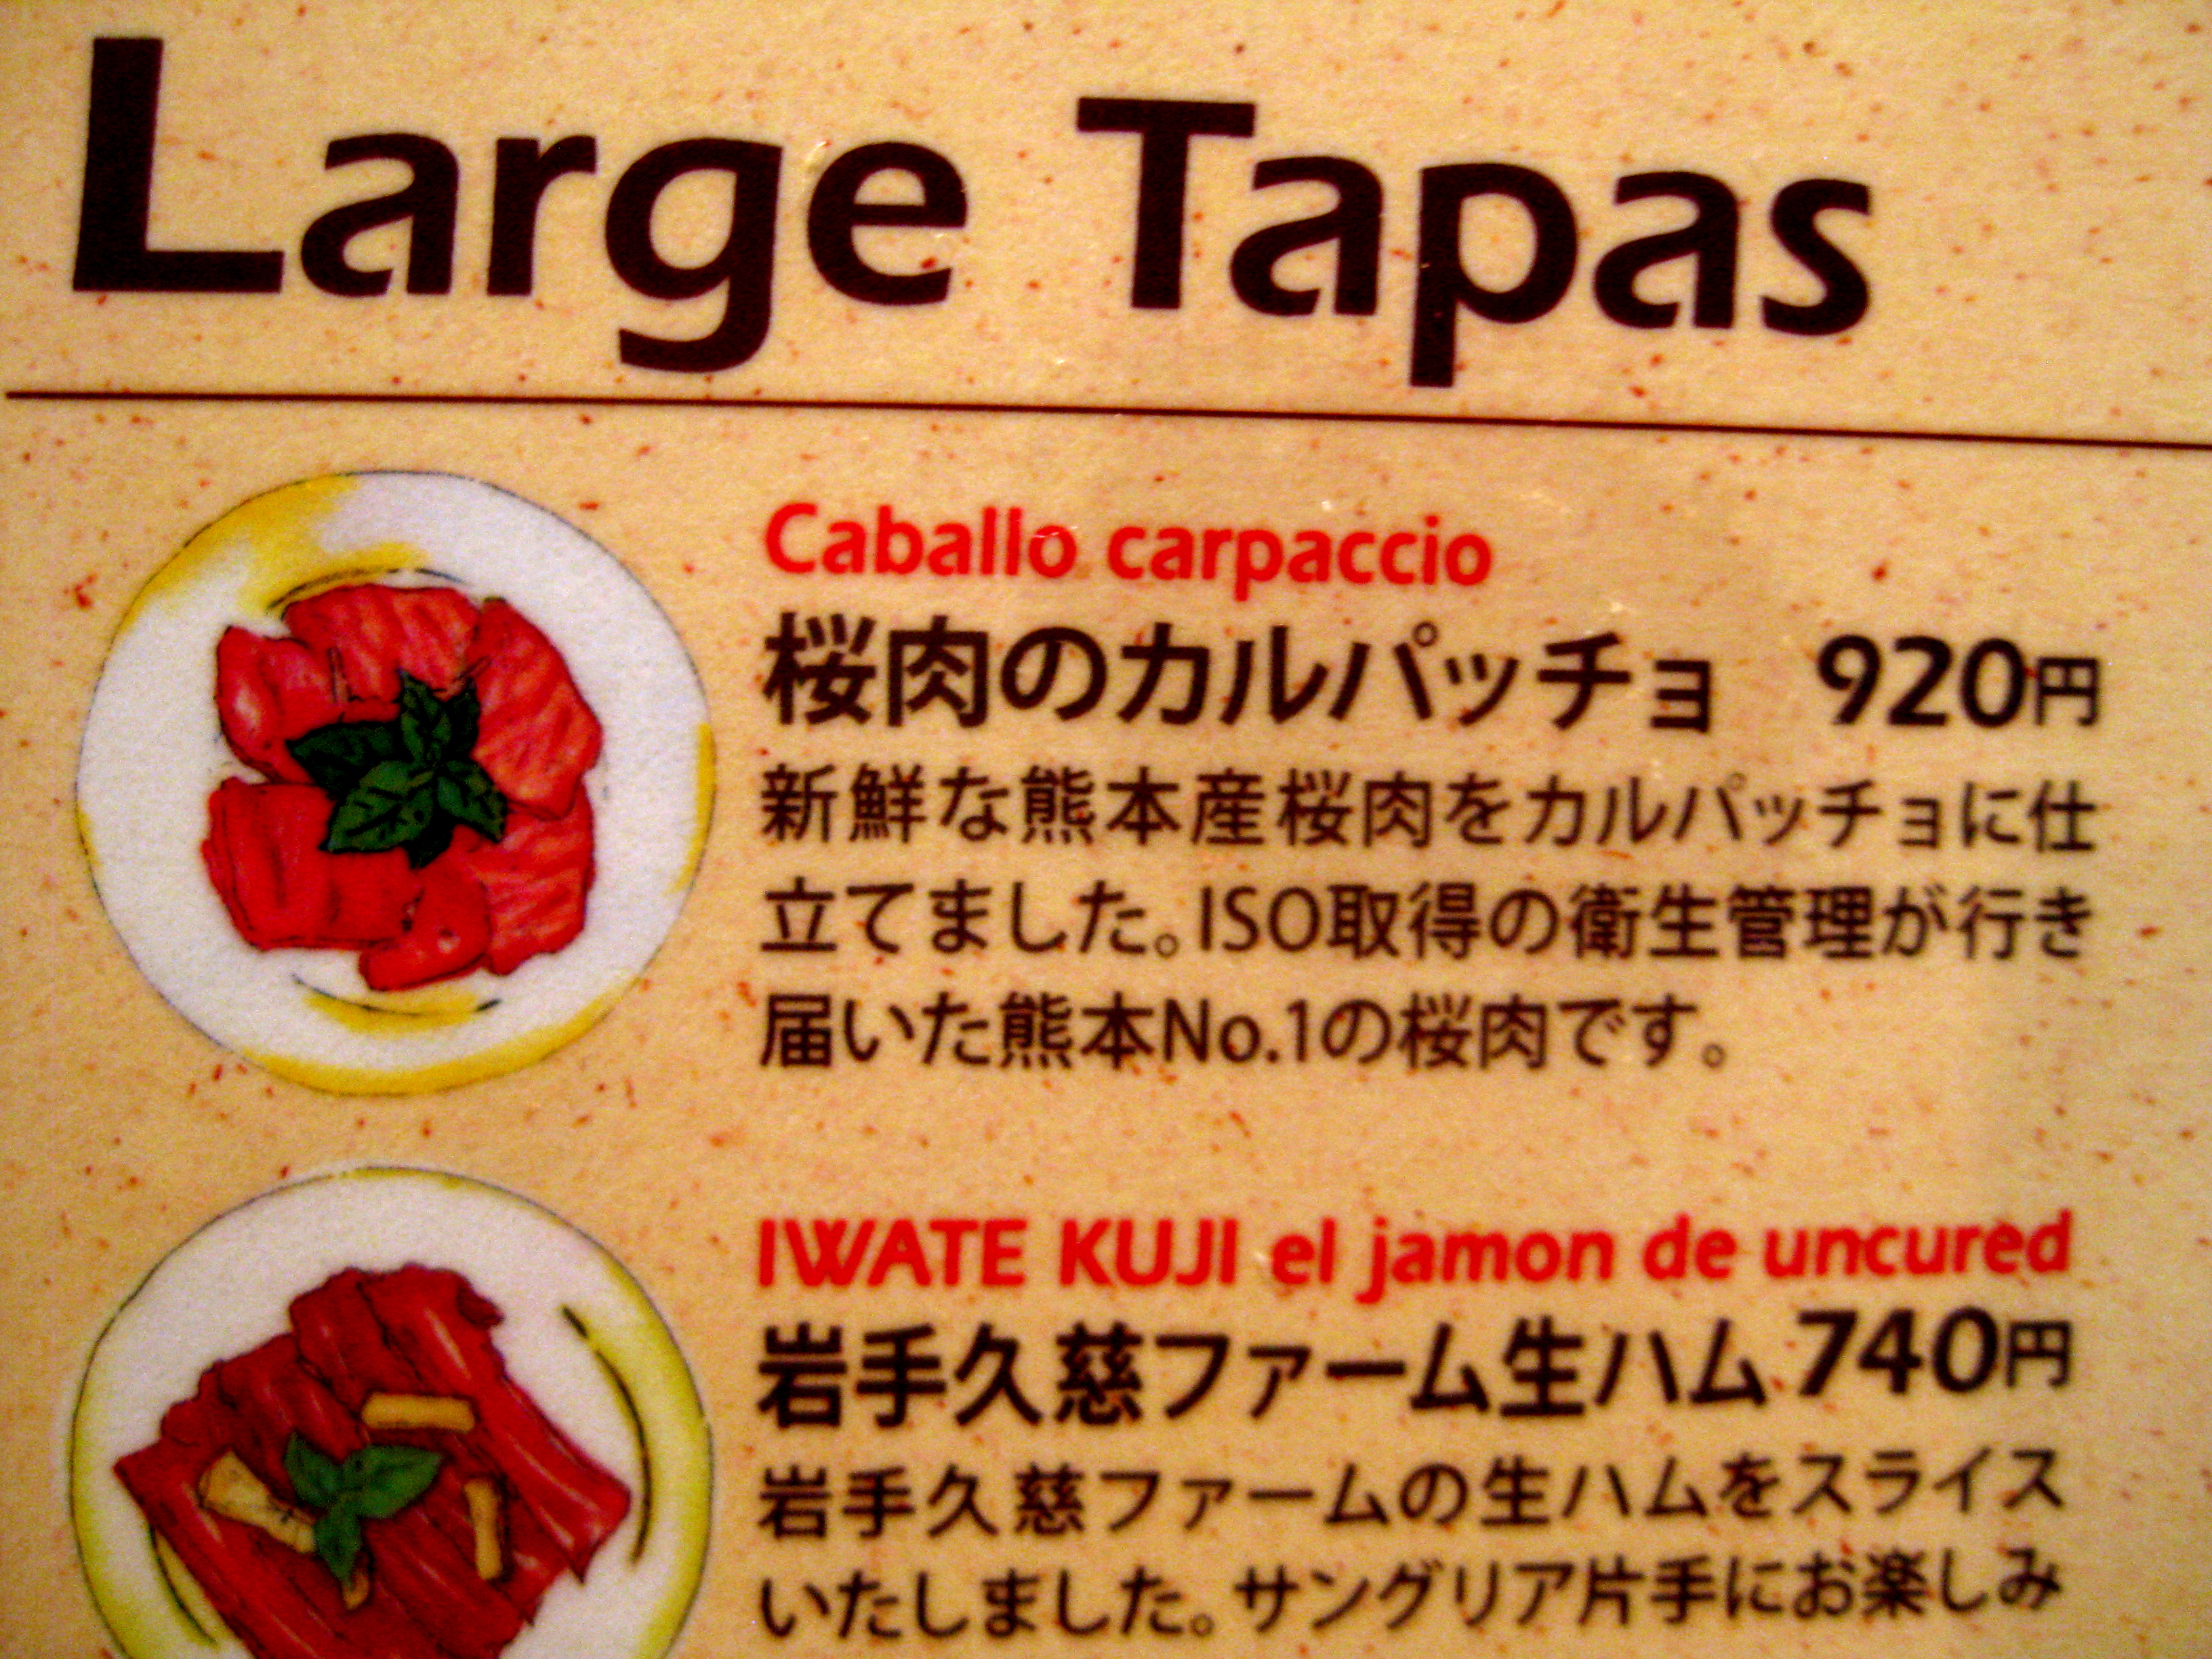 Large Tapas
Caballo carpaccio
桜肉のカルパッチョ 920円
新鮮な熊本産桜肉をカルパッチョに仕
立てました。ISO取得の衛生管理が行き
届いた熊本No.1の桜肉です。
IWATE KUJI el jamon de uncured
岩手久慈ファーム生ハム 740円
岩手久慈ファームの生ハムをスライス
いたしました。サングリア片手にお楽しみ